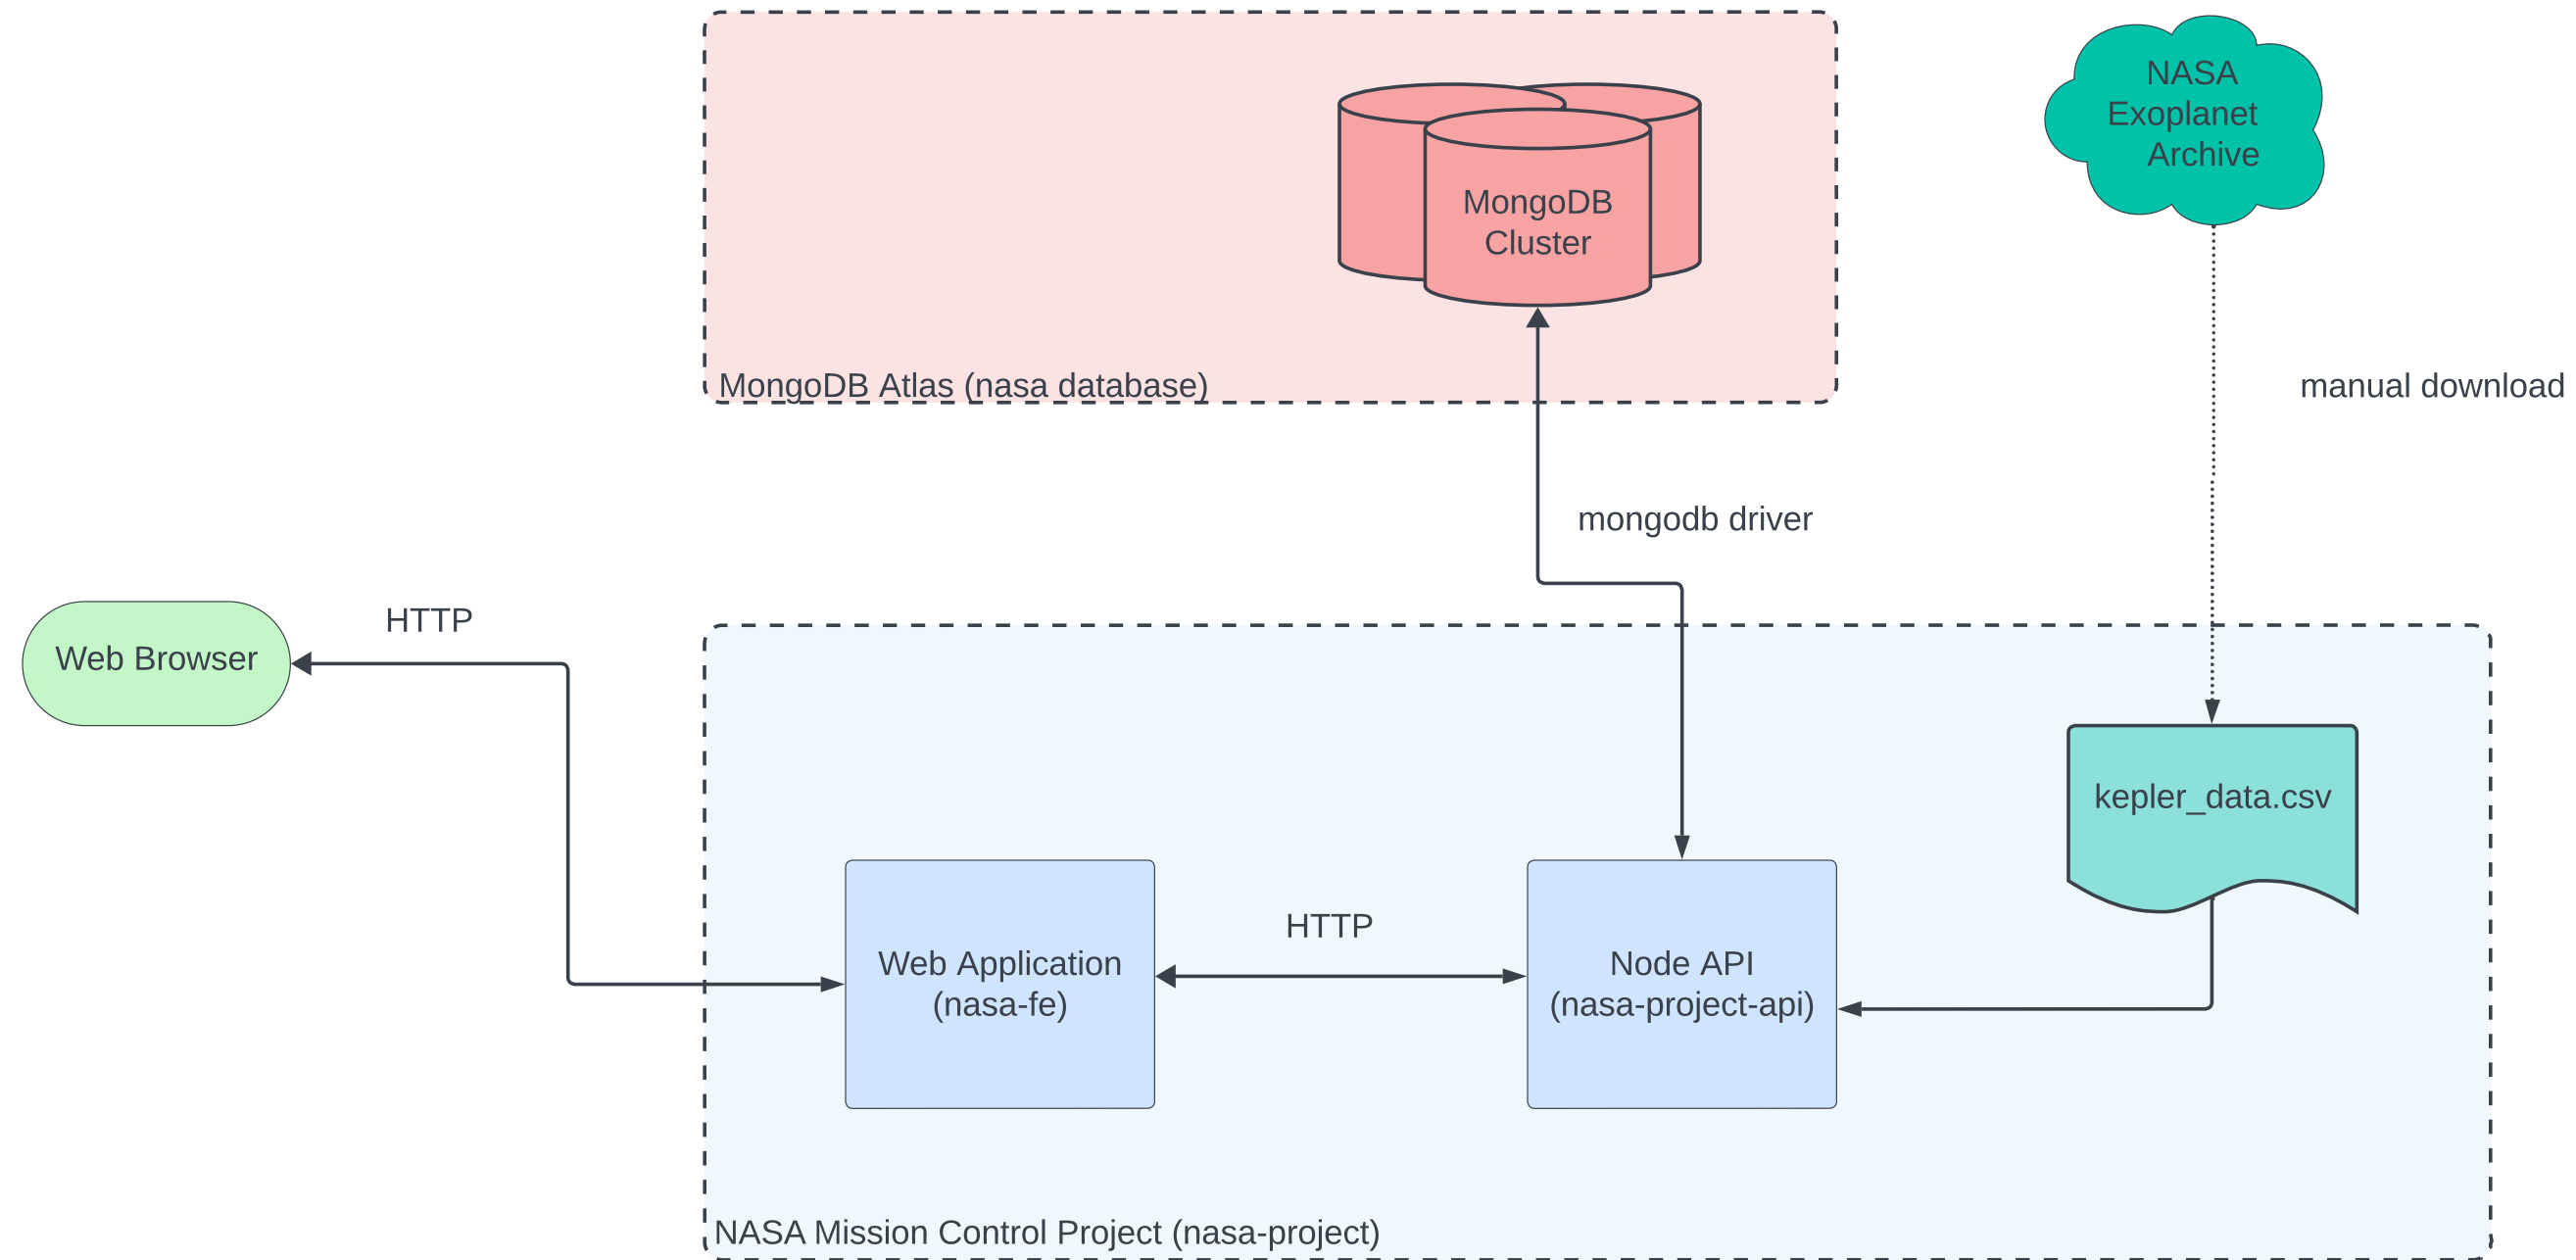 NASA
Exoplanet
Archive
MongoDB
Cluster
MongoDB Atlas (nasa database)
manual download
mongodb driver
HTTP
Web Browser
kepler_data.csv
HTTP
Web Application
(nasa-fe)
Node API
(nasa-project-api)
NASA Mission Control Project (nasa-project)